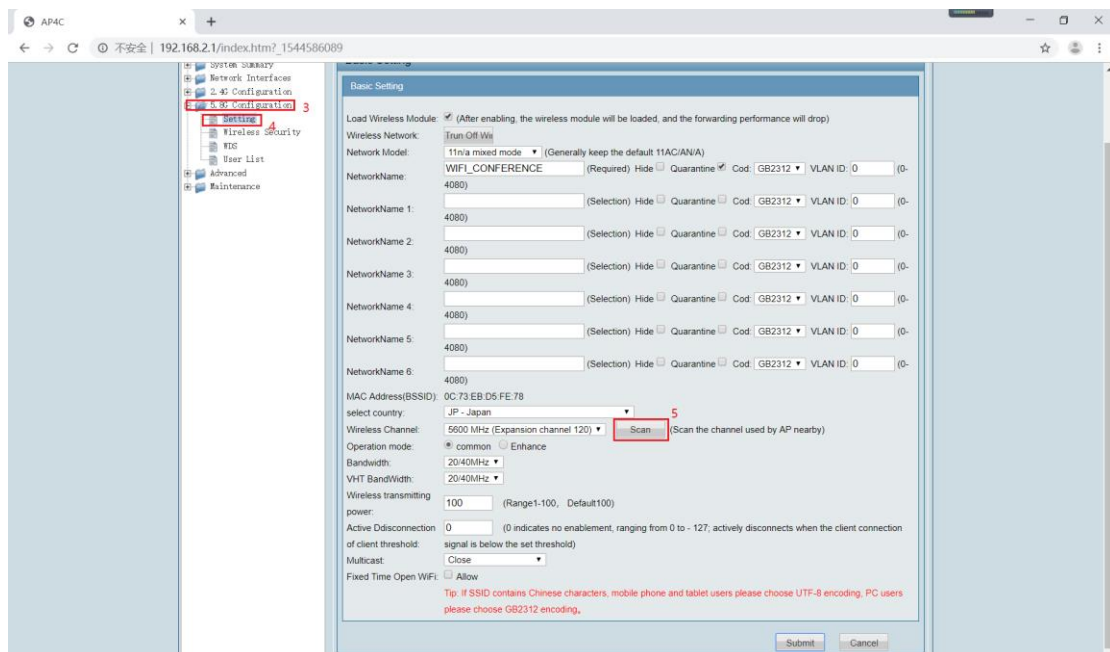 AP4C
不安全 | 192.168.2.1/index.htm?_1544586089
System Summary
Network Interfaces
2.4G Configuration
5.8G Configuration 3
Setting 4
Wireless Security
WDS
User List
Advanced
Maintenance
Basic Setting
Basic Setting
Load Wireless Module: (After enabling, the wireless module will be loaded, and the forwarding performance will drop)
Wireless Network: Trun Off Wi
Network Model: 11n/a mixed mode (Generally keep the default 11AC/AN/A)
NetworkName: WIFI_CONFERENCE (Required) Hide Quarantine Cod: GB2312 VLAN ID: 0 (0-
4080)
NetworkName 1: (Selection) Hide Quarantine Cod: GB2312 VLAN ID: 0 (0-
4080)
NetworkName 2: (Selection) Hide Quarantine Cod: GB2312 VLAN ID: 0 (0-
4080)
NetworkName 3: (Selection) Hide Quarantine Cod: GB2312 VLAN ID: 0 (0-
4080)
NetworkName 4: (Selection) Hide Quarantine Cod: GB2312 VLAN ID: 0 (0-
4080)
NetworkName 5: (Selection) Hide Quarantine Cod: GB2312 VLAN ID: 0 (0-
4080)
NetworkName 6: (Selection) Hide Quarantine Cod: GB2312 VLAN ID: 0 (0-
4080)
MAC Address(BSSID): 0C:73:EB:D5:FE:78
select country: JP - Japan 5
Wireless Channel: 5600 MHz (Expansion channel 120) Scan (Scan the channel used by AP nearby)
Operation mode: common Enhance
Bandwidth: 20/40MHz
VHT BandWidth: 20/40MHz
Wireless transmitting
power: 100 (Range1-100, Default100)
Active Ddisconnection 0 (0 indicates no enablement, ranging from 0 to - 127; actively disconnects when the client connection
of client threshold: signal is below the set threshold)
Multicast: Close
Fixed Time Open WiFi: Allow
Tip: If SSID contains Chinese characters, mobile phone and tablet users please choose UTF-8 encoding, PC users
please choose GB2312 encoding。
Submit Cancel